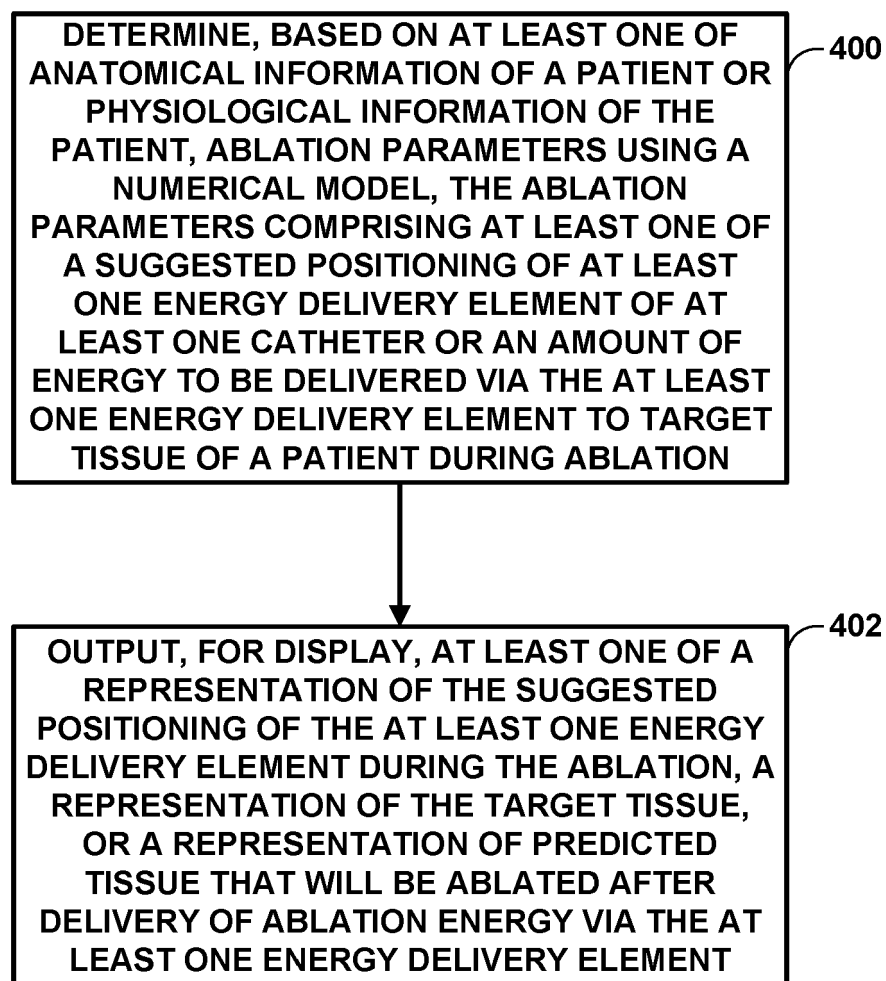 DETERMINE, BASED ON AT LEAST ONE OF
ANATOMICAL INFORMATION OF A PATIENT OR
PHYSIOLOGICAL INFORMATION OF THE
PATIENT, ABLATION PARAMETERS USING A
NUMERICAL MODEL, THE ABLATION
PARAMETERS COMPRISING AT LEAST ONE OF
A SUGGESTED POSITIONING OF AT LEAST
ONE ENERGY DELIVERY ELEMENT OF AT
LEAST ONE CATHETER OR AN AMOUNT OF
ENERGY TO BE DELIVERED VIA THE AT LEAST
ONE ENERGY DELIVERY ELEMENT TO TARGET
TISSUE OF A PATIENT DURING ABLATION
400
OUTPUT, FOR DISPLAY, AT LEAST ONE OF A
REPRESENTATION OF THE SUGGESTED
POSITIONING OF THE AT LEAST ONE ENERGY
DELIVERY ELEMENT DURING THE ABLATION, A
REPRESENTATION OF THE TARGET TISSUE,
OR A REPRESENTATION OF PREDICTED
TISSUE THAT WILL BE ABLATED AFTER
DELIVERY OF ABLATION ENERGY VIA THE AT
LEAST ONE ENERGY DELIVERY ELEMENT
402